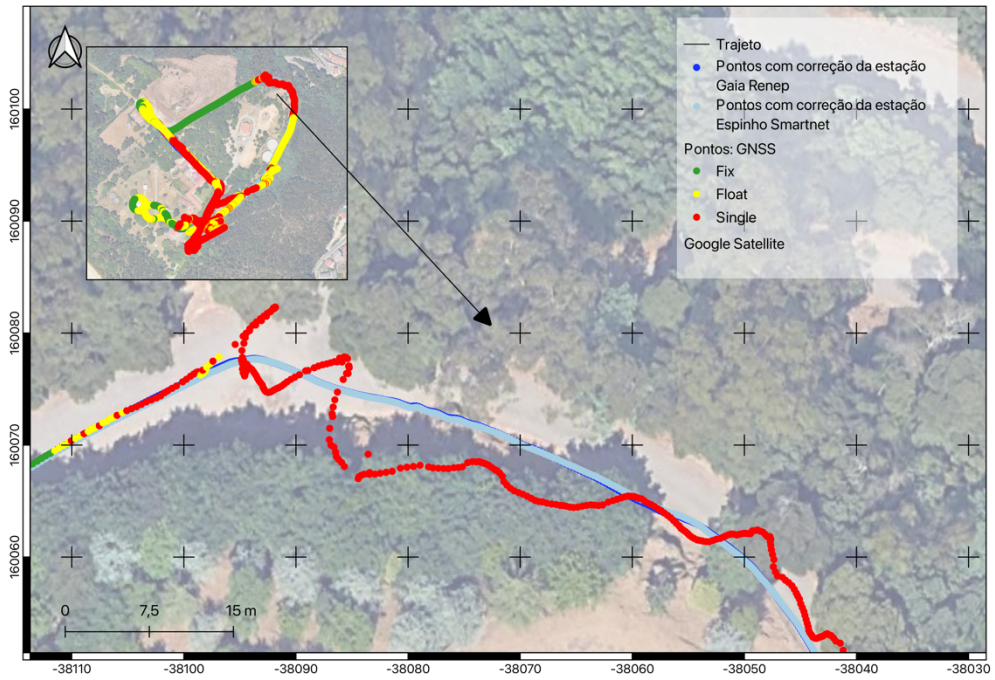 Trajeto
Pontos com correção da estação
Gaia Renep
Pontos com correção da estação
Espinho Smartnet
Pontos: GNSS
Fix
Float
Single
Google Satellite
160100
160090
160080
160070
160060
0 7,5 15 m
-38110 -38100 -38090 -38080 -38070 -38060 -38050 -38040 -38030